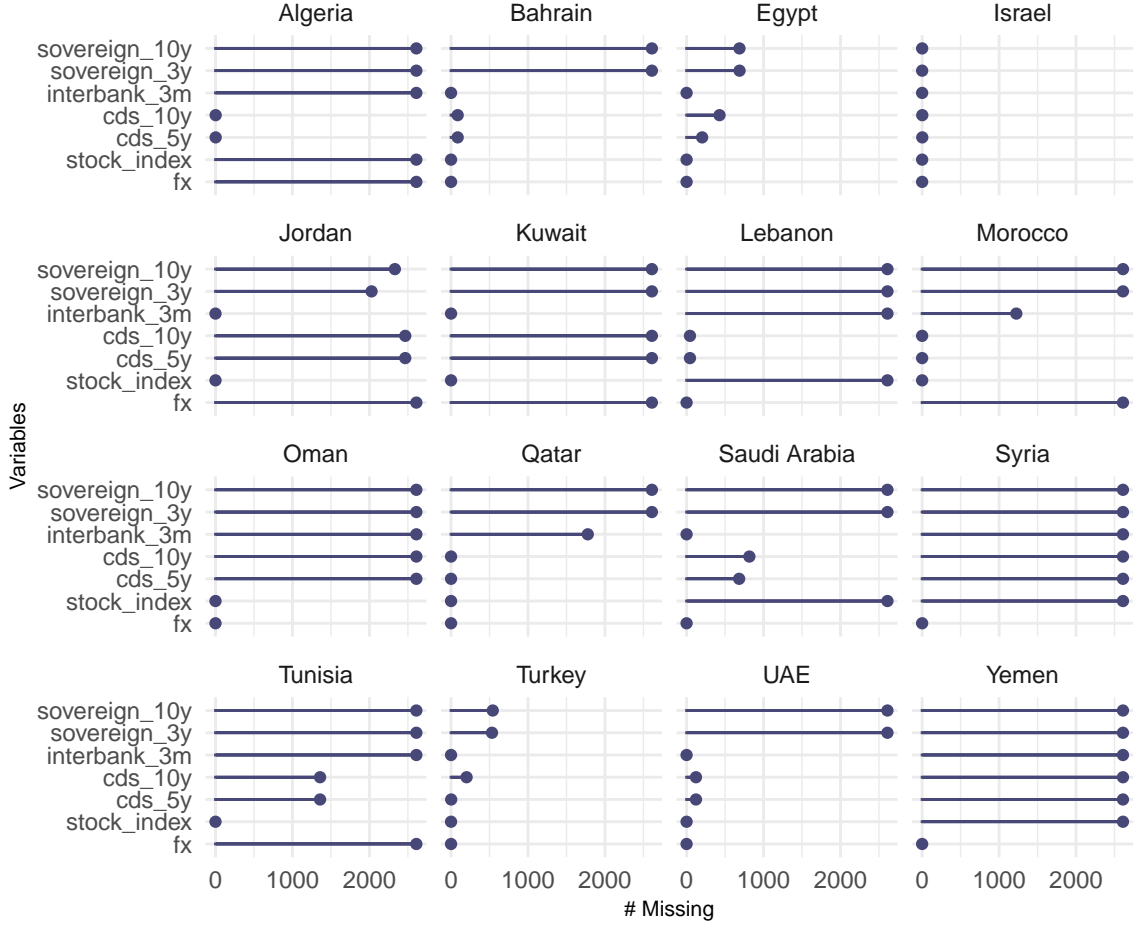 Algeria Bahrain Egypt Israel
sovereign_10y
sovereign_3y
interbank_3m
cds_10y
cds_5y
stock_index
fx
Jordan Kuwait Lebanon Morocco
sovereign_10y
sovereign_3y
interbank_3m
cds_10y
cds_5y
stock_index
fx
Variables
Oman Qatar Saudi Arabia Syria
sovereign_10y
sovereign_3y
interbank_3m
cds_10y
cds_5y
stock_index
fx
Tunisia Turkey UAE Yemen
sovereign_10y
sovereign_3y
interbank_3m
cds_10y
cds_5y
stock_index
fx
0 1000 2000 0 1000 2000 0 1000 2000 0 1000 2000
# Missing